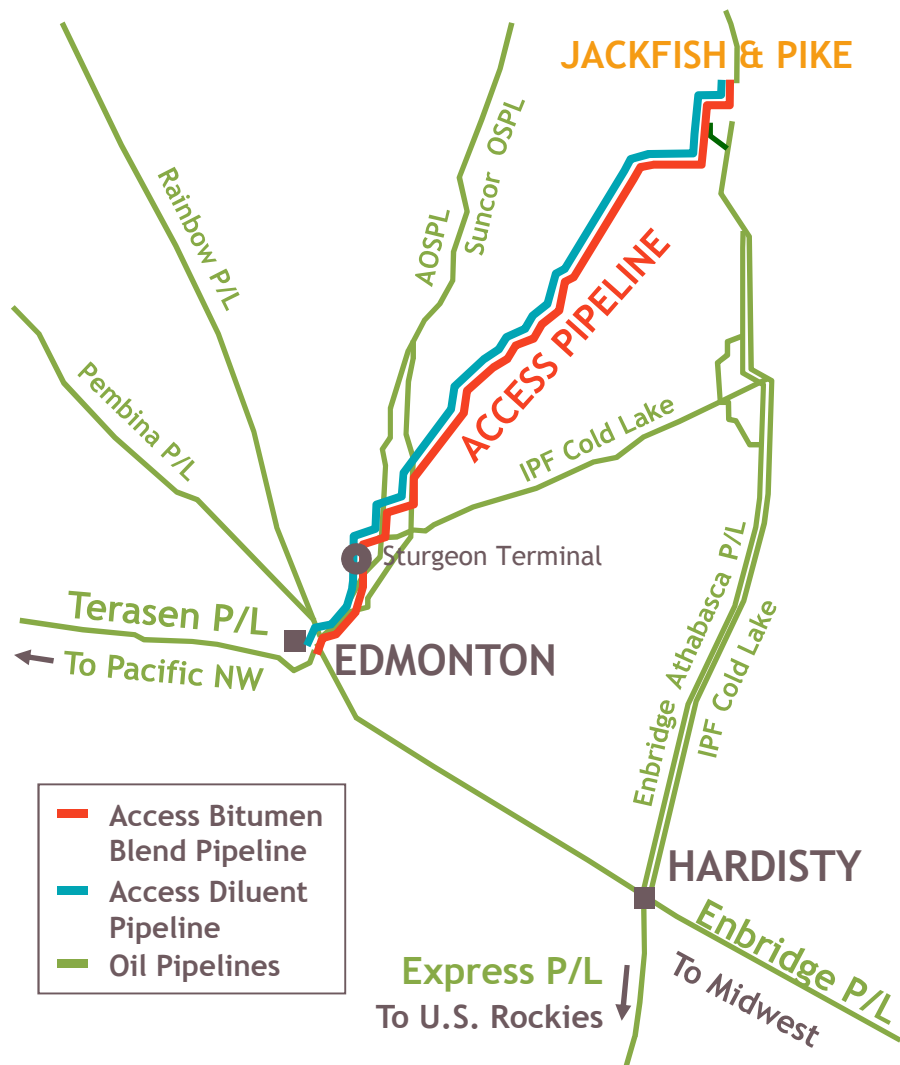 JACKFISH & PIKE
Rainbow P/L
AOSPL
Suncor OSPL
ACCESS PIPELINE
Pembina P/L
IPF Cold Lake
Sturgeon Terminal
Terasen P/L
To Pacific NW
EDMONTON
Enbridge Athabasca P/L
IPF Cold Lake
Access Bitumen
Blend Pipeline
Access Diluent
Pipeline
Oil Pipelines
HARDISTY
Enbridge P/L
To Midwest
Express P/L
To U.S. Rockies